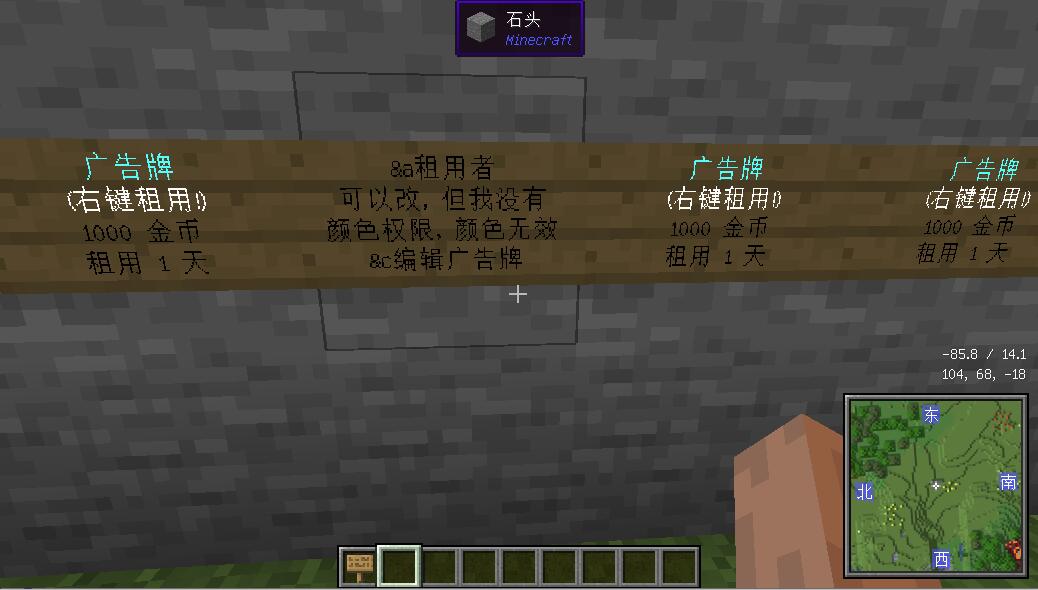 石头
Minecraft
广告牌
(右键租用!)
1000 金币
租用 1 天
&a租用者
可以改, 但我没有
颜色权限, 颜色无效
&c编辑广告牌
广告牌
(右键租用!)
1000 金币
租用 1 天
广告牌
(右键租用!)
1000 金币
租用 1 天
-85.8 / 14.1
104, 68, -18
东
南
北
西